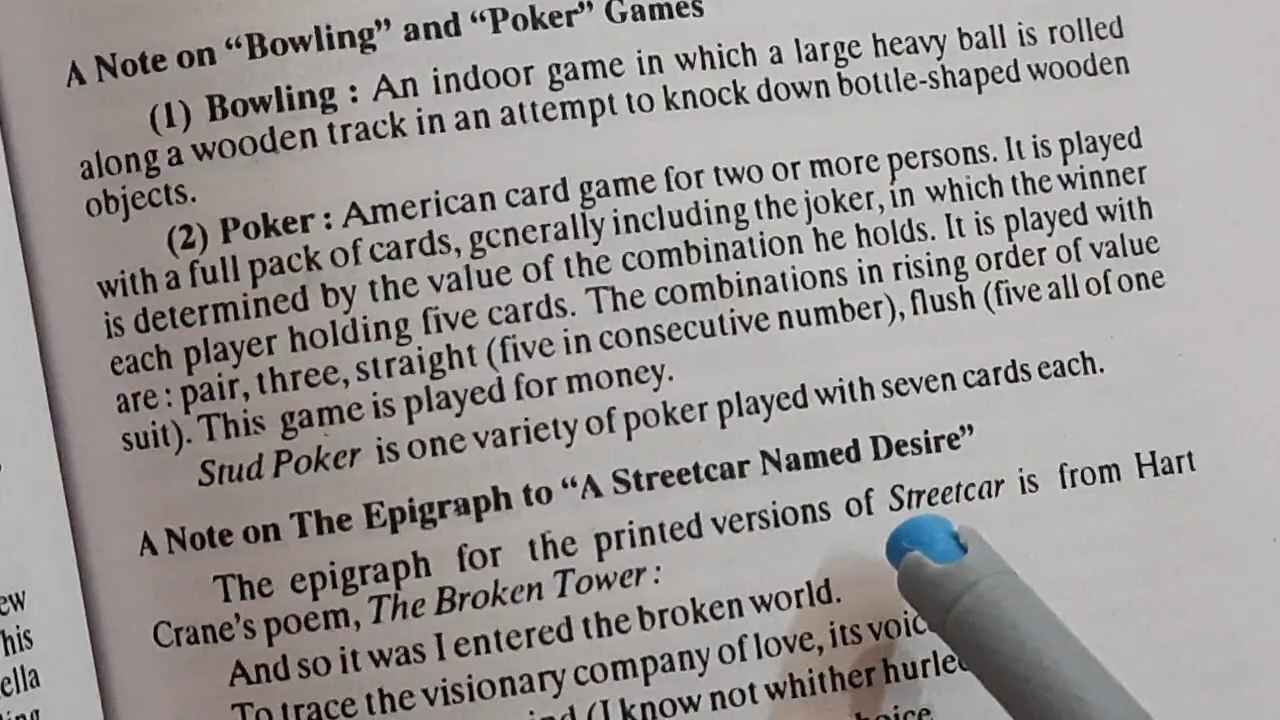 A Note on “Bowling” and “Poker” Games
(1) Bowling : An indoor game in which a large heavy ball is rolled
along a wooden track in an attempt to knock down bottle-shaped wooden
objects.
(2) Poker : American card game for two or more persons. It is played
with a full pack of cards, generally including the joker, in which the winner
is determined by the value of the combination he holds. It is played with
each player holding five cards. The combinations in rising order of value
are : pair, three, straight (five in consecutive number), flush (five all of one
suit). This game is played for money.
Stud Poker is one variety of poker played with seven cards each.
A Note on The Epigraph to “A Streetcar Named Desire”
The epigraph for the printed versions of Streetcar is from Hart
Crane’s poem, The Broken Tower :
And so it was I entered the broken world.
To trace the visionary company of love, its
(I know not whither